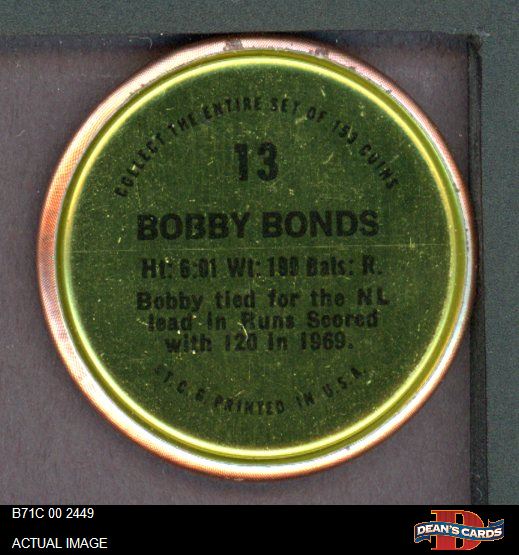 COLLECT THE ENTIRE SET OF 153 COINS
13
BOBBY BONDS
Ht: 6:01 Wt: 190 Bats: R.
Bobby tied for the NL
lead in Runs Scored
with 120 in 1969.
©T. C. G. PRINTED IN U.S.A.
B71C 00 2449
ACTUAL IMAGE
D
DEAN'S CARDS